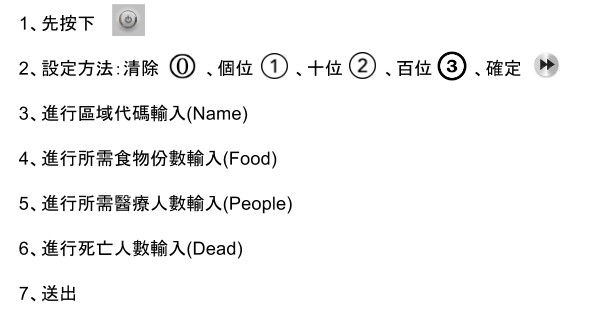 1、先按下
2、設定方法:清除 ⓪ 、個位 ① 、十位 ② 、百位 ③ 、確定
3、進行區域代碼輸入(Name)
4、進行所需食物份數輸入(Food)
5、進行所需醫療人數輸入(People)
6、進行死亡人數輸入(Dead)
7、送出